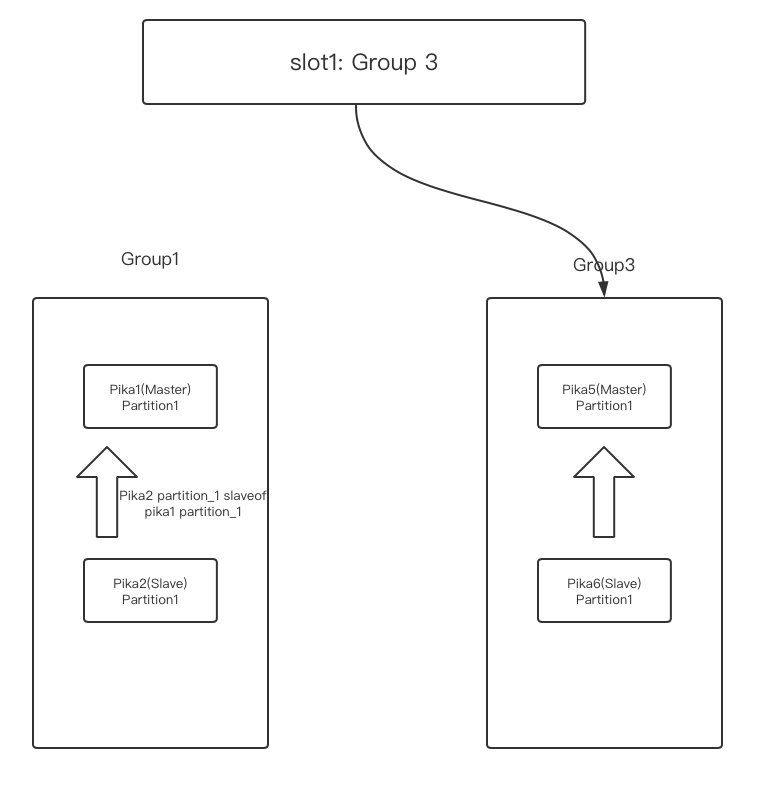 slot1: Group 3
Group1
Group3
Pika1(Master)
Partition1
Pika5(Master)
Partition1
Pika2 partition_1 slaveof
pika1 partition_1
Pika2(Slave)
Partition1
Pika6(Slave)
Partition1